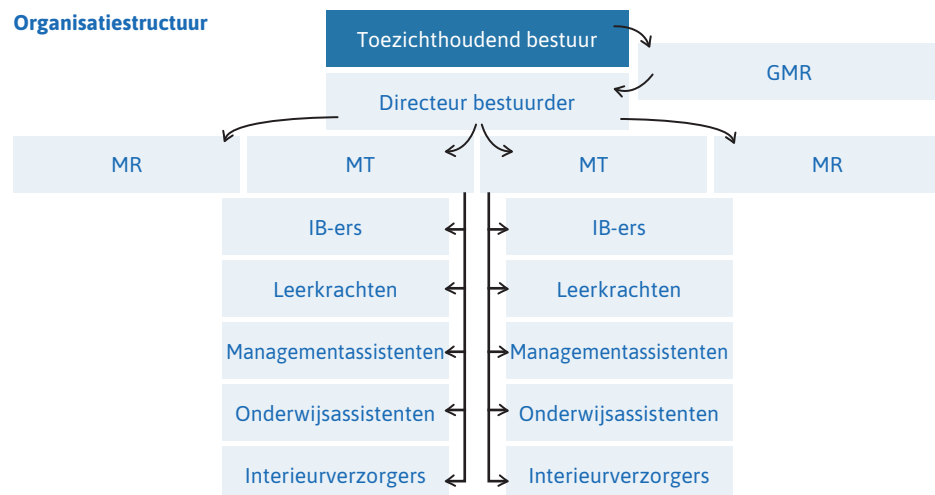 Organisatiestructuur
Toezichthoudend bestuur
GMR
Directeur bestuurder
MR
MT
MT
MR
IB-ers
IB-ers
Leerkrachten
Leerkrachten
Managementassistenten
Managementassistenten
Onderwijsassistenten
Onderwijsassistenten
Interieurverzorgers
Interieurverzorgers